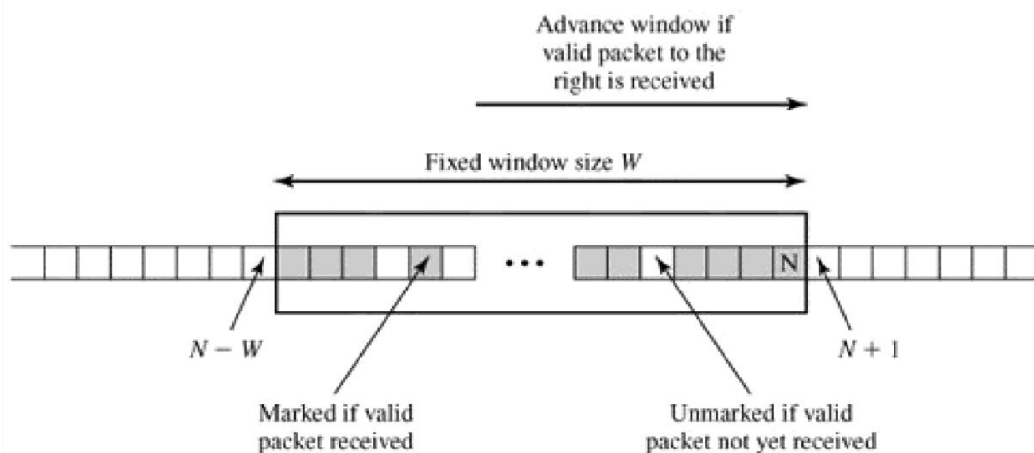 Advance window if
valid packet to the
right is received
Fixed window size W
•••
N
N − W
N + 1
Marked if valid
packet received
Unmarked if valid
packet not yet received